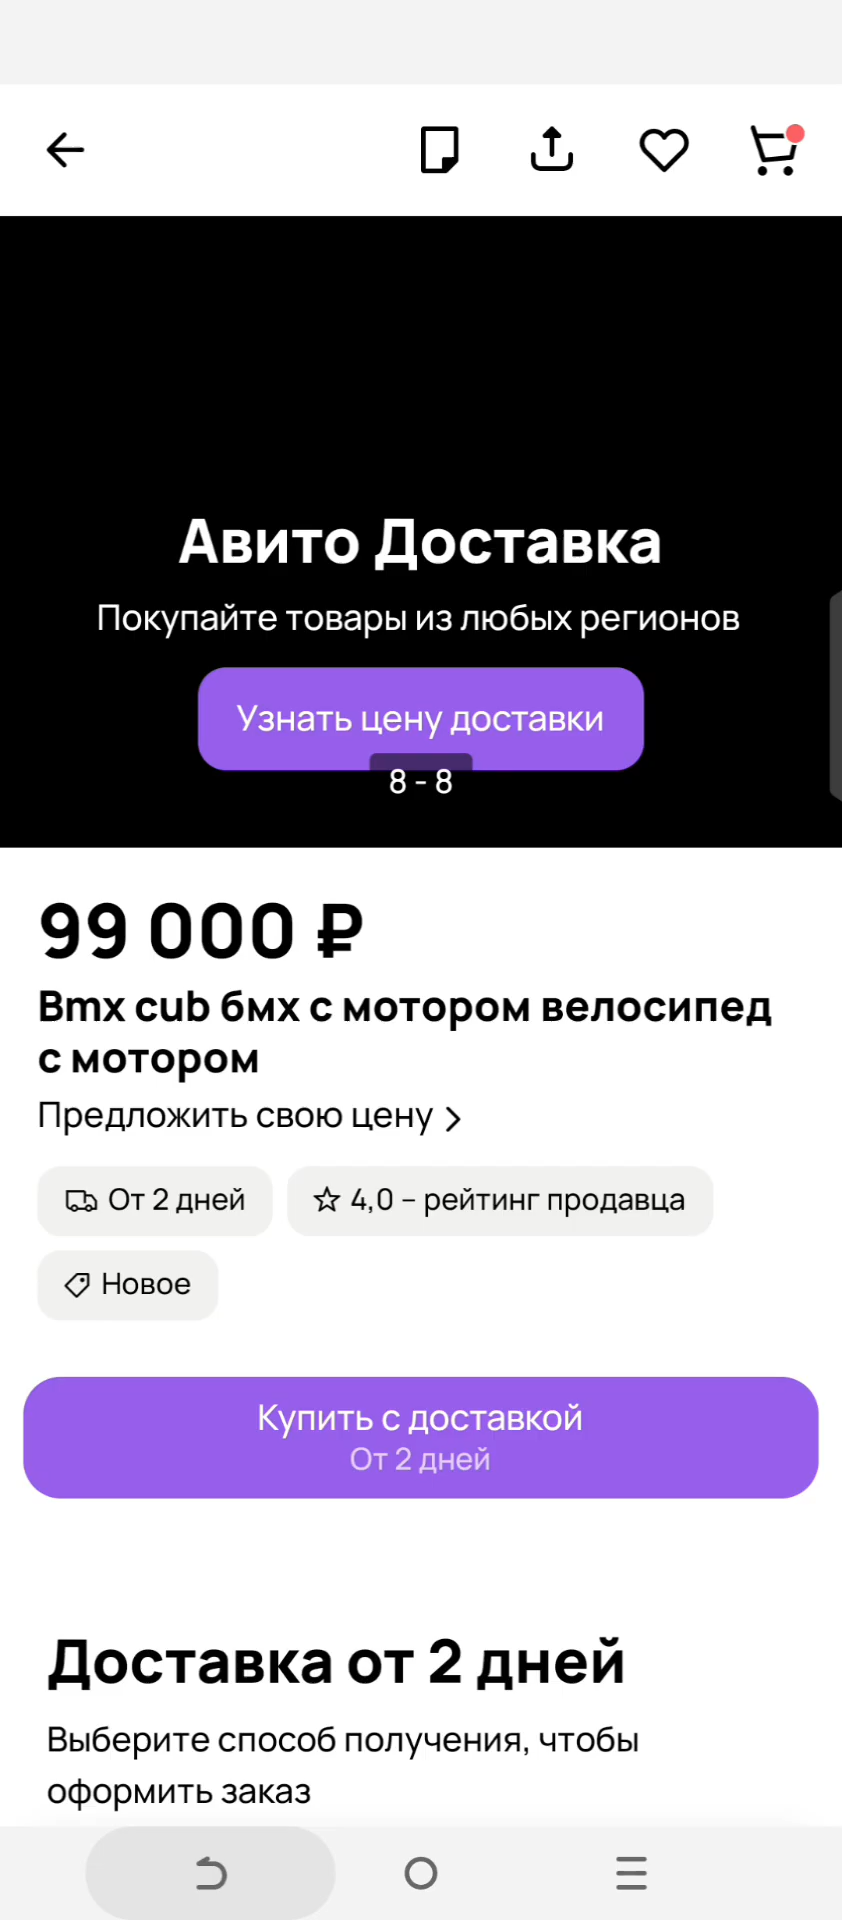 Авито Доставка
Покупайте товары из любых регионов
Узнать цену доставки
8 - 8
99 000 ₽
Bmx cub бмх с мотором велосипед
с мотором
Предложить свою цену
От 2 дней
4,0 – рейтинг продавца
Новое
Купить с доставкой
От 2 дней
Доставка от 2 дней
Выберите способ получения, чтобы
оформить заказ